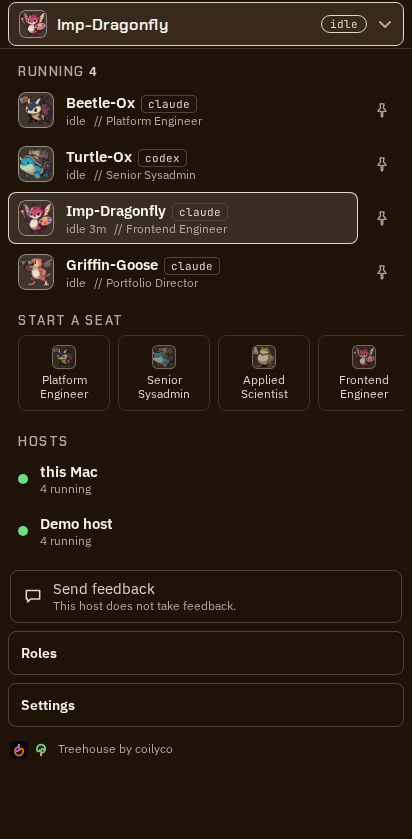 Imp-Dragonfly idle
RUNNING 4
Beetle-Ox claude
idle // Platform Engineer
Turtle-Ox codex
idle // Senior Sysadmin
Imp-Dragonfly claude
idle 3m // Frontend Engineer
Griffin-Goose claude
idle // Portfolio Director
START A SEAT
Platform
Engineer
Senior
Sysadmin
Applied
Scientist
Frontend
Engineer
HOSTS
this Mac
4 running
Demo host
4 running
Send feedback
This host does not take feedback.
Roles
Settings
Treehouse by coilyco